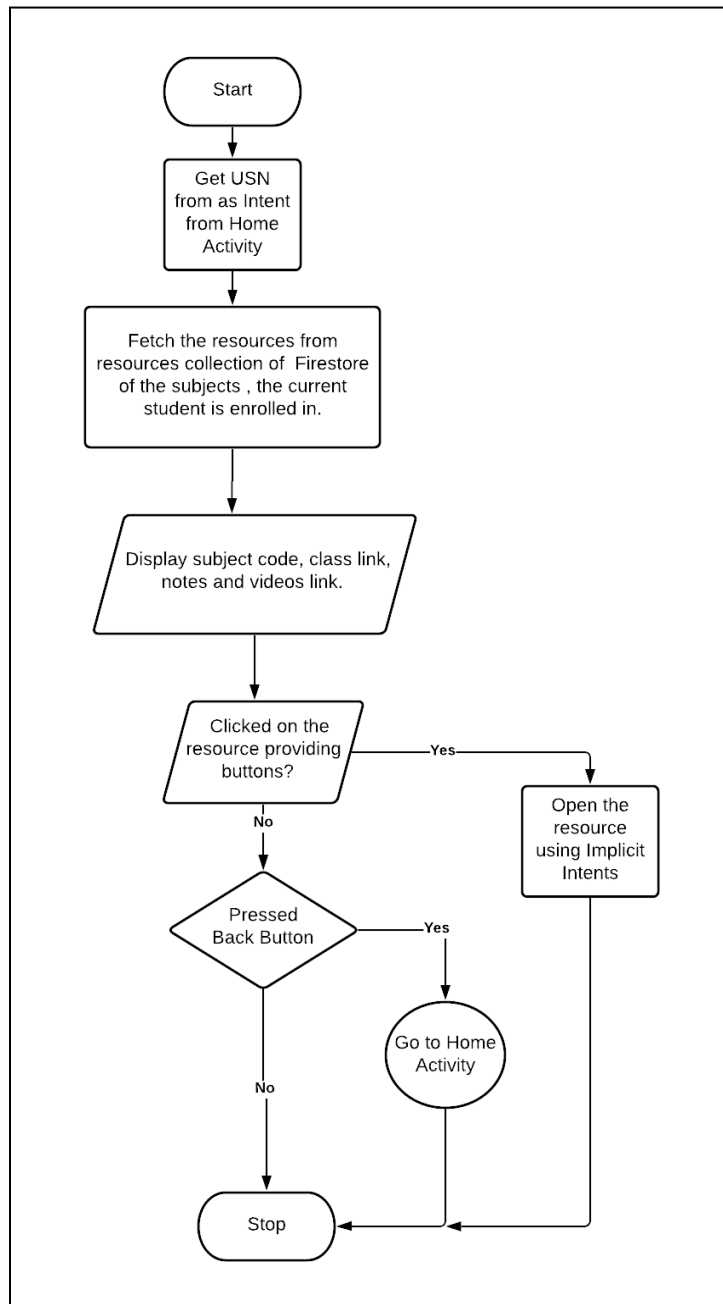 Start
Get USN
from as Intent
from Home
Activity
Fetch the resources from
resources collection of Firestore
of the subjects , the current
student is enrolled in.
Display subject code, class link,
notes and videos link.
Clicked on the
resource providing
buttons?
Yes
Open the
resource
using Implicit
Intents
No
Pressed
Back Button
Yes
Go to Home
Activity
No
Stop